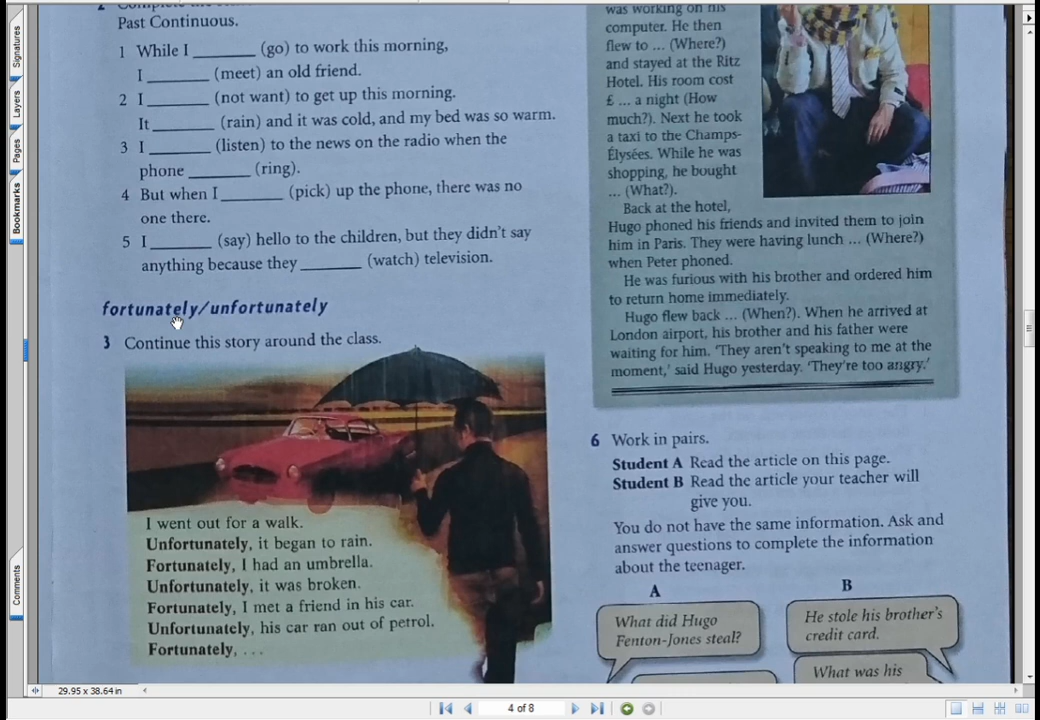 Past Continuous.
1 While I ______ (go) to work this morning,
I ______ (meet) an old friend.
2 I ______ (not want) to get up this morning.
It ______ (rain) and it was cold, and my bed was so warm.
3 I ______ (listen) to the news on the radio when the
phone ______ (ring).
4 But when I ______ (pick) up the phone, there was no
one there.
5 I ______ (say) hello to the children, but they didn't say
anything because they ______ (watch) television.
fortunately/unfortunately
3 Continue this story around the class.
I went out for a walk.
Unfortunately, it began to rain.
Fortunately, I had an umbrella.
Unfortunately, it was broken.
Fortunately, I met a friend in his car.
Unfortunately, his car ran out of petrol.
Fortunately, . . .
was working on his
computer. He then
flew to ... (Where?)
and stayed at the Ritz
Hotel. His room cost
£ ... a night (How
much?). Next he took
a taxi to the Champs-
Élysées. While he was
shopping, he bought
... (What?).
Back at the hotel,
Hugo phoned his friends and invited them to join
him in Paris. They were having lunch ... (Where?)
when Peter phoned.
He was furious with his brother and ordered him
to return home immediately.
Hugo flew back ... (When?). When he arrived at
London airport, his brother and his father were
waiting for him. 'They aren't speaking to me at the
moment,' said Hugo yesterday. 'They're too angry.'
6 Work in pairs.
Student A Read the article on this page.
Student B Read the article your teacher will
give you.
You do not have the same information. Ask and
answer questions to complete the information
about the teenager.
A
B
What did Hugo
Fenton-Jones steal?
He stole his brother's
credit card.
What was his
Signatures
Layers
Pages
Bookmarks
Comments
29.95 x 38.64 in
4 of 8